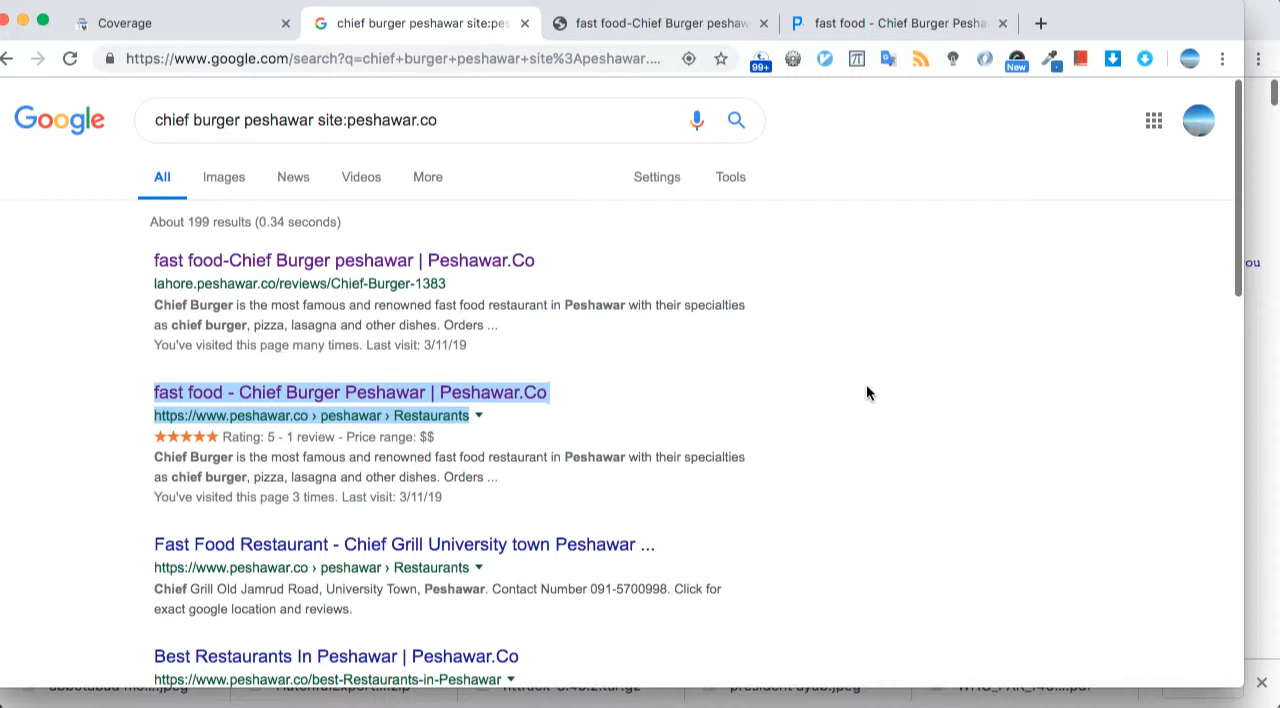 Coverage
chief burger peshawar site:pes
fast food-Chief Burger peshaw
fast food - Chief Burger Pesha
https://www.google.com/search?q=chief+burger+peshawar+site%3Apeshawar....
99+
New
Google
chief burger peshawar site:peshawar.co
All Images News Videos More Settings Tools
About 199 results (0.34 seconds)
fast food-Chief Burger peshawar | Peshawar.Co
lahore.peshawar.co/reviews/Chief-Burger-1383
Chief Burger is the most famous and renowned fast food restaurant in Peshawar with their specialties
as chief burger, pizza, lasagna and other dishes. Orders ...
You've visited this page many times. Last visit: 3/11/19
ou
fast food - Chief Burger Peshawar | Peshawar.Co
https://www.peshawar.co › peshawar › Restaurants
Rating: 5 - 1 review - Price range: $$
Chief Burger is the most famous and renowned fast food restaurant in Peshawar with their specialties
as chief burger, pizza, lasagna and other dishes. Orders ...
You've visited this page 3 times. Last visit: 3/11/19
Fast Food Restaurant - Chief Grill University town Peshawar ...
https://www.peshawar.co › peshawar › Restaurants
Chief Grill Old Jamrud Road, University Town, Peshawar. Contact Number 091-5700998. Click for
exact google location and reviews.
Best Restaurants In Peshawar | Peshawar.Co
https://www.peshawar.co/best-Restaurants-in-Peshawar